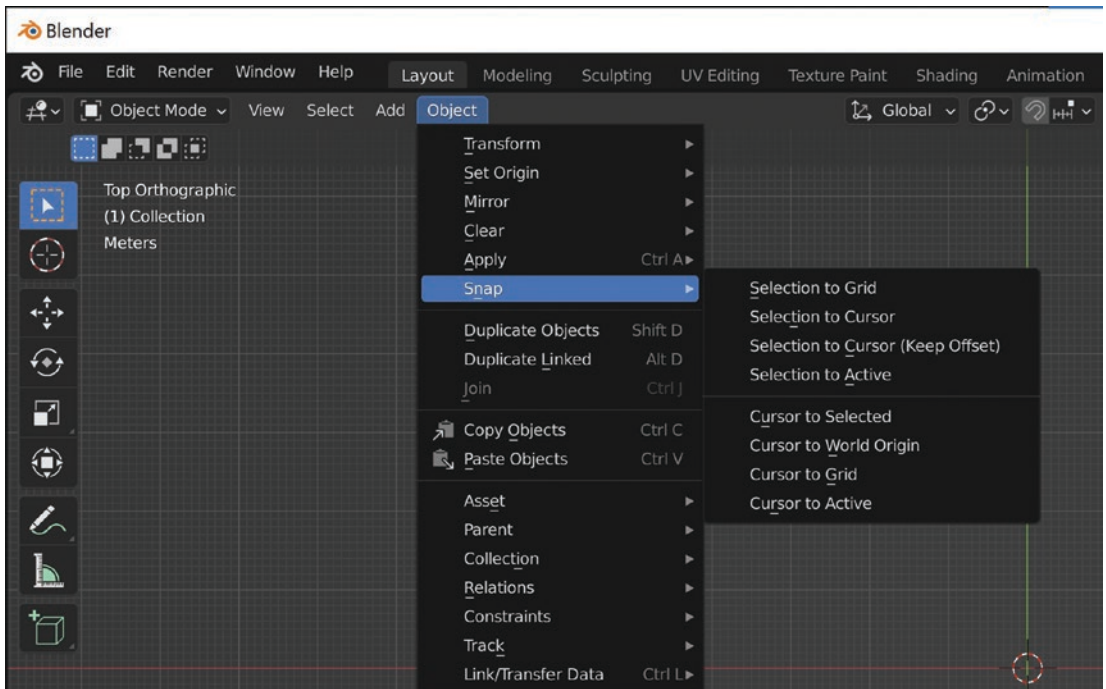 Blender
File Edit Render Window Help Layout Modeling Sculpting UV Editing Texture Paint Shading Animation
Object Mode View Select Add Object Global
Top Orthographic
(1) Collection
Meters
Transform
Set Origin
Mirror
Clear
Apply Ctrl A
Snap
Duplicate Objects Shift D
Duplicate Linked Alt D
Join Ctrl J
Copy Objects Ctrl C
Paste Objects Ctrl V
Asset
Parent
Collection
Relations
Constraints
Track
Link/Transfer Data Ctrl L
Selection to Grid
Selection to Cursor
Selection to Cursor (Keep Offset)
Selection to Active
Cursor to Selected
Cursor to World Origin
Cursor to Grid
Cursor to Active